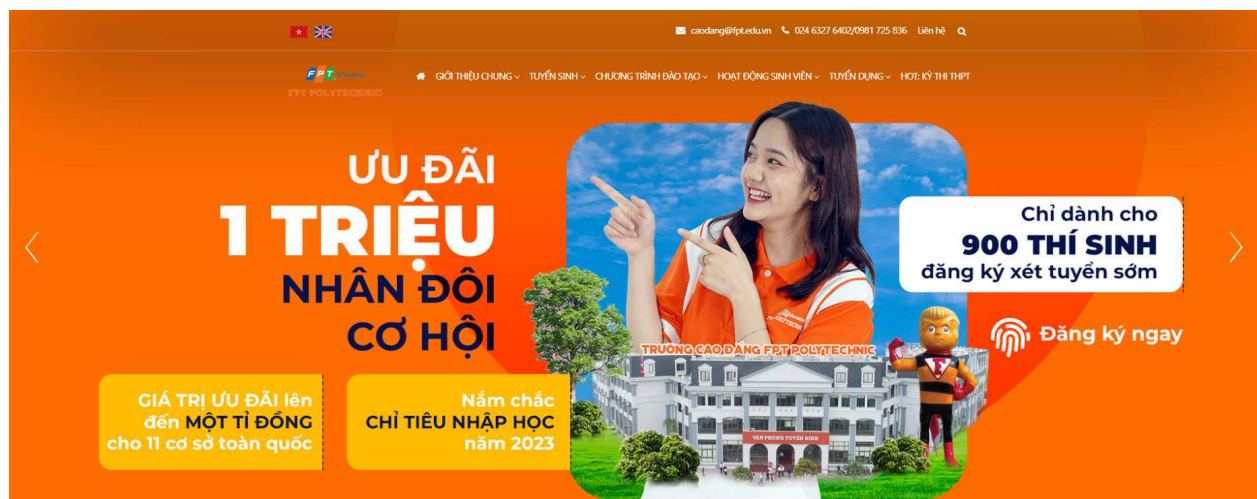 caodang@fpt.edu.vn 024 6327 6402/0981 725 836 Liên hệ
FPT Education
FPT POLYTECHNIC
GIỚI THIỆU CHUNG TUYỂN SINH CHƯƠNG TRÌNH ĐÀO TẠO HOẠT ĐỘNG SINH VIÊN TUYỂN DỤNG HOT: KỲ THI THPT
ƯU ĐÃI
1 TRIỆU
NHÂN ĐÔI
CƠ HỘI
GIÁ TRỊ ƯU ĐÃI lên
đến MỘT TỈ ĐỒNG
cho 11 cơ sở toàn quốc
Nắm chắc
CHỈ TIÊU NHẬP HỌC
năm 2023
TRƯỜNG CAO ĐẲNG FPT POLYTECHNIC
VĂN PHÒNG TUYỂN SINH
Chỉ dành cho
900 THÍ SINH
đăng ký xét tuyển sớm
Đăng ký ngay